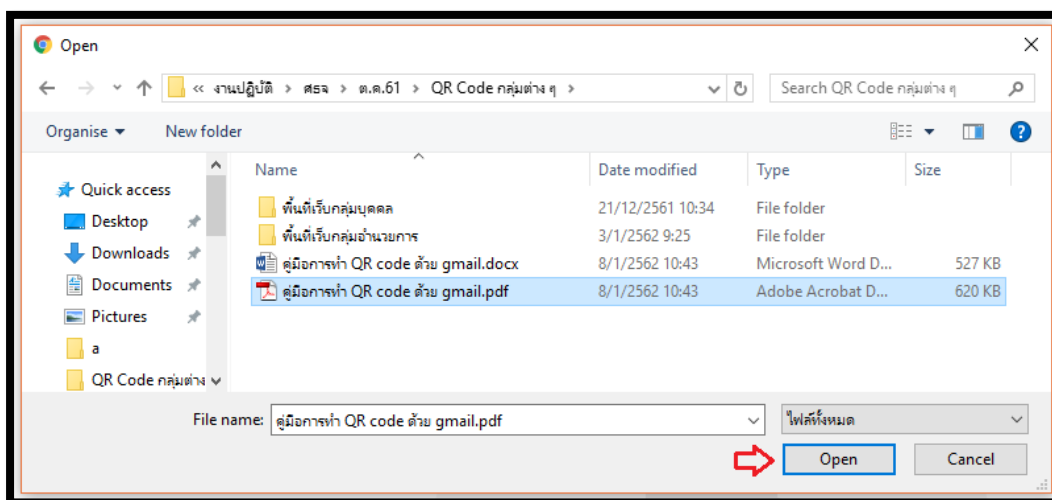 Open
« งานปฏิบัติ › ศธจ › ต.ค.61 › QR Code กลุ่มต่าง ๆ ›
Search QR Code กลุ่มต่าง ๆ
Organise
New folder
Name Date modified Type Size
Quick access
Desktop
Downloads
Documents
Pictures
a
QR Code กลุ่มต่าง
พื้นที่เว็บกลุ่มบุคคล 21/12/2561 10:34 File folder
พื้นที่เว็บกลุ่มอำนวยการ 3/1/2562 9:25 File folder
คู่มือการทำ QR code ด้วย gmail.docx 8/1/2562 10:43 Microsoft Word D... 527 KB
คู่มือการทำ QR code ด้วย gmail.pdf 8/1/2562 10:43 Adobe Acrobat D... 620 KB
File name: คู่มือการทำ QR code ด้วย gmail.pdf
ไฟล์ทั้งหมด
Open Cancel